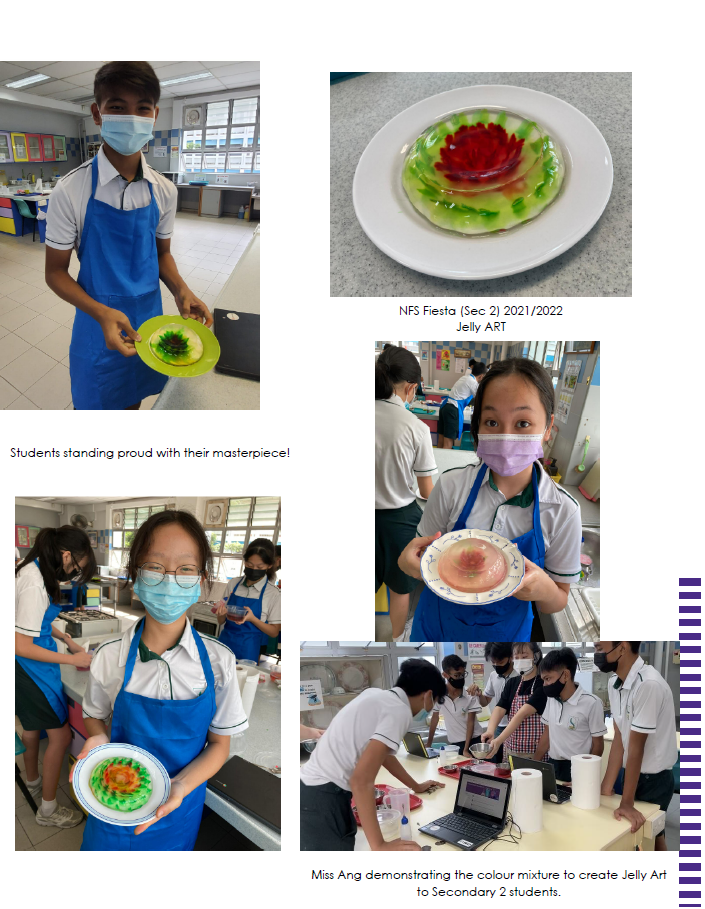 NFS Fiesta (Sec 2) 2021/2022
Jelly ART
Students standing proud with their masterpiece!
Miss Ang demonstrating the colour mixture to create Jelly Art
to Secondary 2 students.